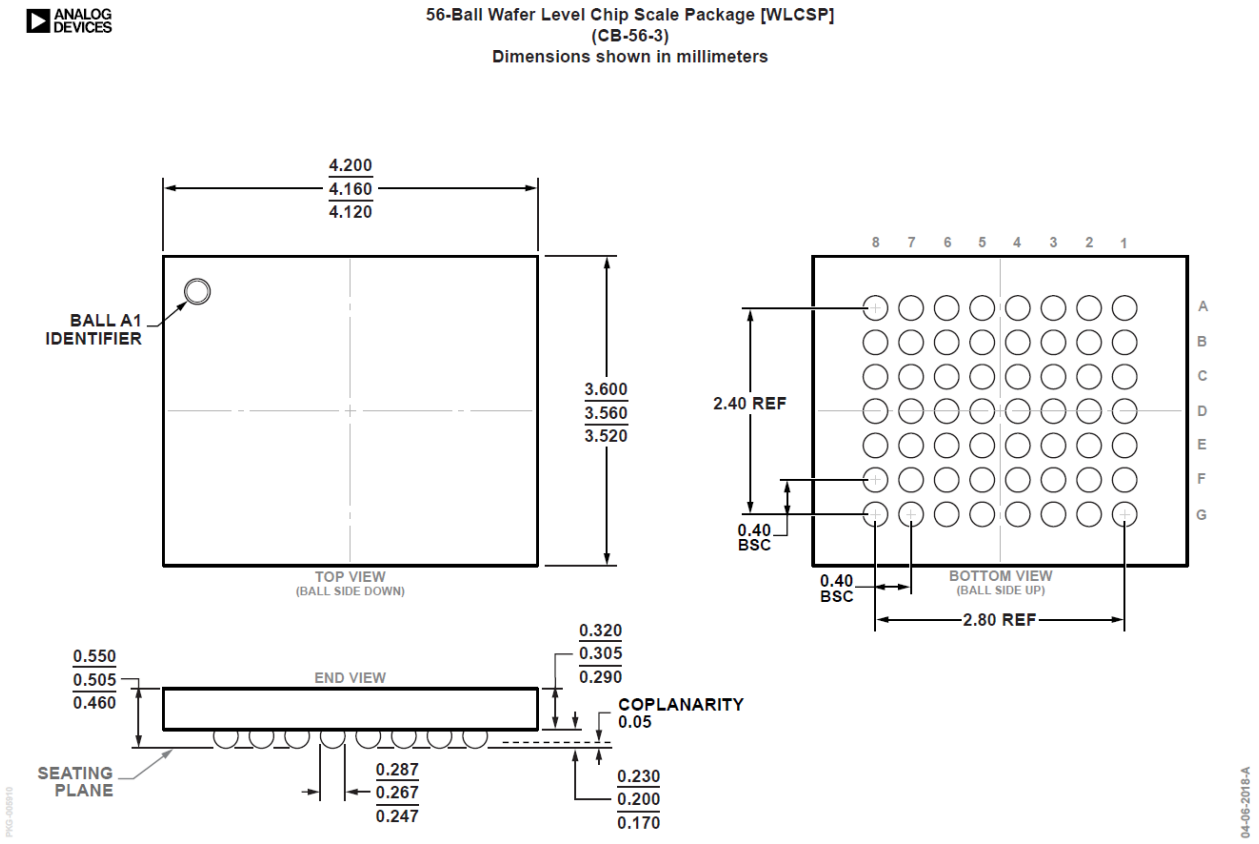 ANALOG
DEVICES
56-Ball Wafer Level Chip Scale Package [WLCSP]
(CB-56-3)
Dimensions shown in millimeters
4.200
4.160
4.120
BALL A1
IDENTIFIER
3.600
3.560
3.520
TOP VIEW
(BALL SIDE DOWN)
8 7 6 5 4 3 2 1
A
B
C
D
E
F
G
2.40 REF
0.40
BSC
0.40
BSC
BOTTOM VIEW
(BALL SIDE UP)
2.80 REF
0.550
0.505
0.460
END VIEW
0.320
0.305
0.290
COPLANARITY
0.05
SEATING
PLANE
0.287
0.267
0.247
0.230
0.200
0.170
04-06-2018-A